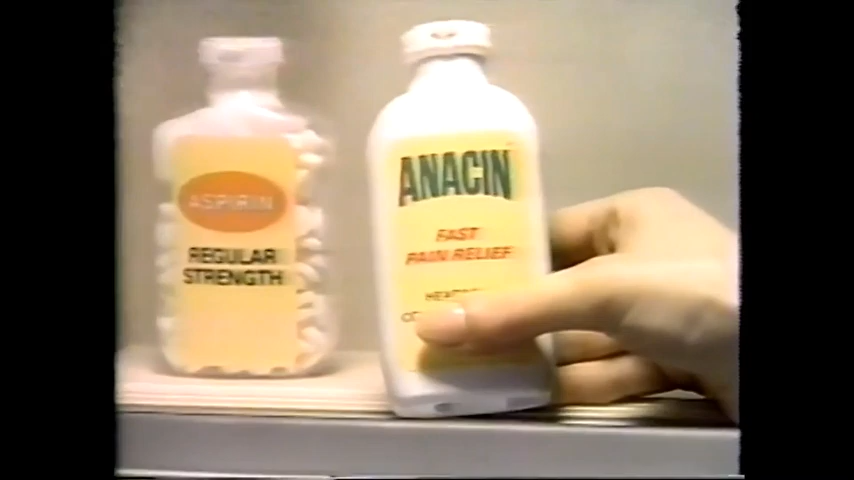 ASPIRIN
REGULAR
STRENGTH
ANACIN
FAST
PAIN RELIEF